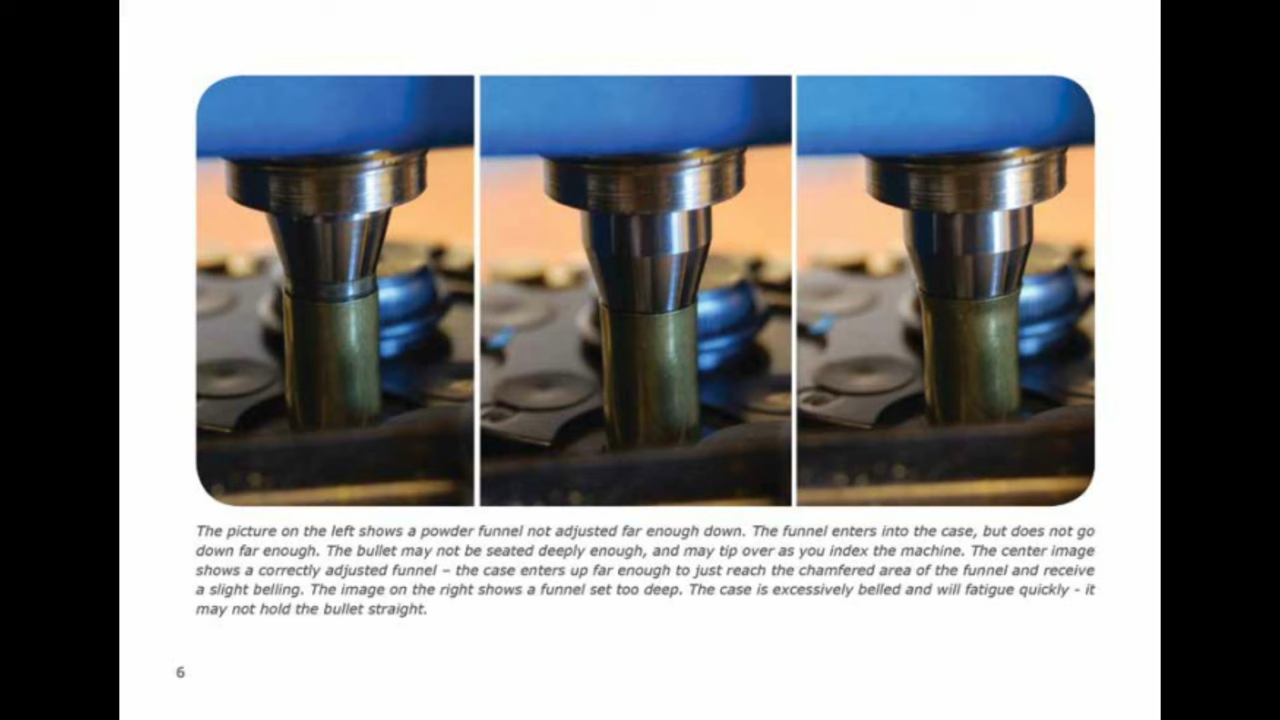 The picture on the left shows a powder funnel not adjusted far enough down. The funnel enters into the case, but does not go
down far enough. The bullet may not be seated deeply enough, and may tip over as you index the machine. The center image
shows a correctly adjusted funnel – the case enters up far enough to just reach the chamfered area of the funnel and receive
a slight belling. The image on the right shows a funnel set too deep. The case is excessively belled and will fatigue quickly - it
may not hold the bullet straight.
6